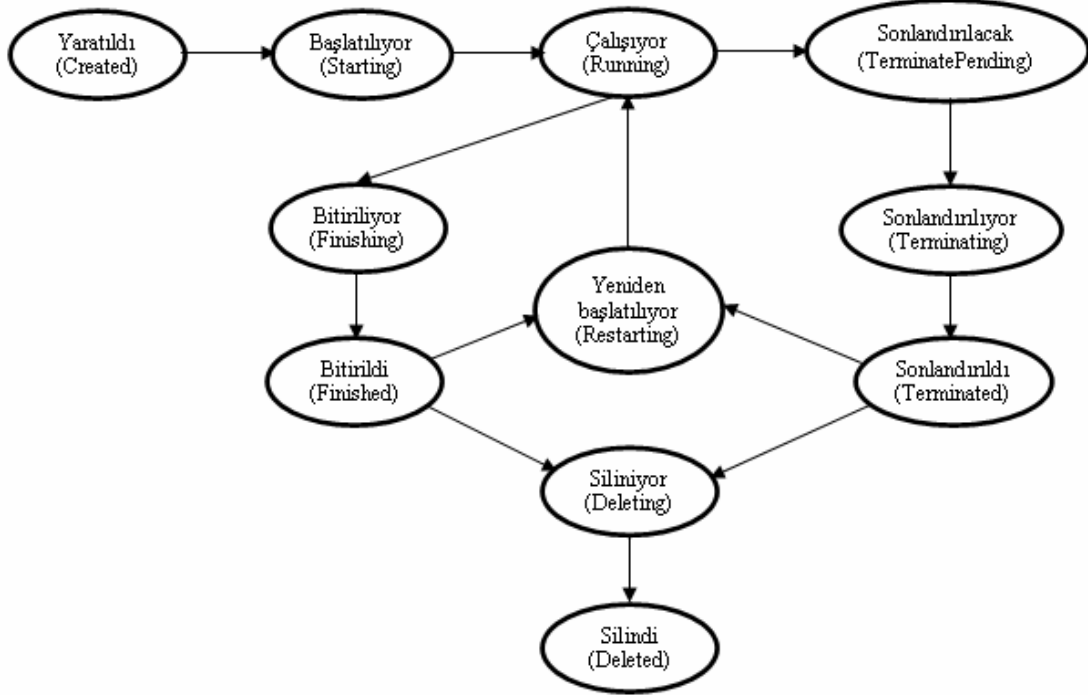 Yaratıldı
(Created)
Başlatılıyor
(Starting)
Çalışıyor
(Running)
Sonlandırılacak
(TerminatePending)
Bitiriliyor
(Finishing)
Sonlandırılıyor
(Terminating)
Yeniden
başlatılıyor
(Restarting)
Bitirildi
(Finished)
Sonlandırıldı
(Terminated)
Siliniyor
(Deleting)
Silindi
(Deleted)